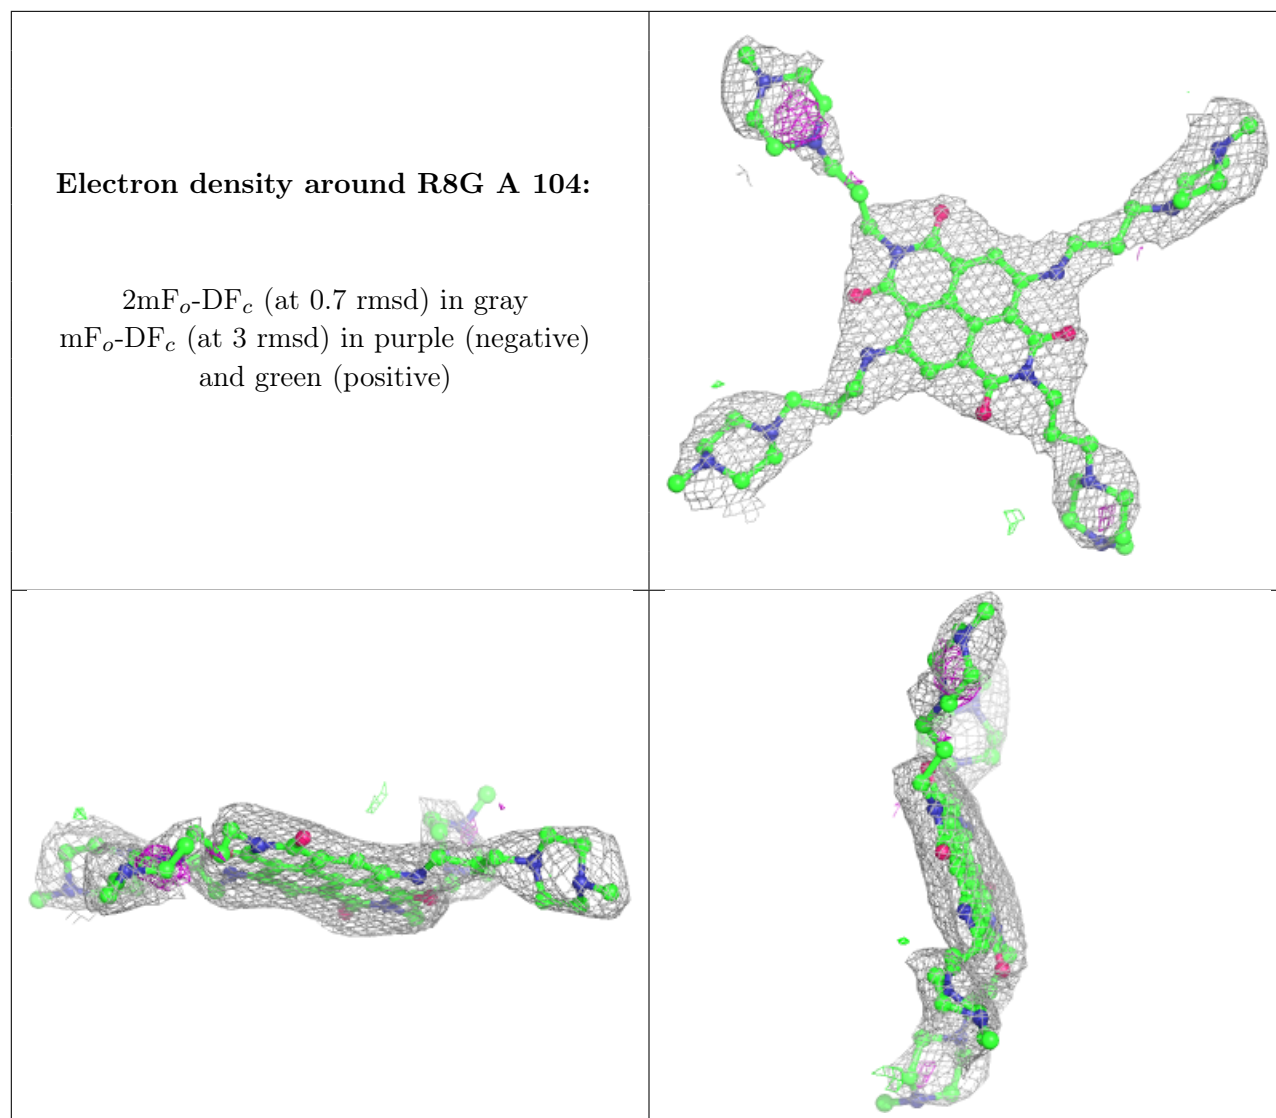 Electron density around R8G A 104:
2mFo-DFc (at 0.7 rmsd) in gray
mFo-DFc (at 3 rmsd) in purple (negative)
and green (positive)